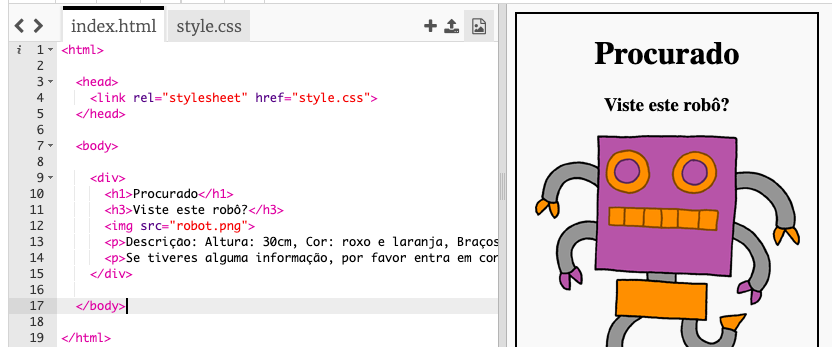 index.html style.css
i 1 <html>
2
3 <head>
4 <link rel="stylesheet" href="style.css">
5 </head>
6
7 <body>
8
9 <div>
10 <h1>Procurado</h1>
11 <h3>Viste este robô?</h3>
12 <img src="robot.png">
13 <p>Descrição: Altura: 30cm, Cor: roxo e laranja, Braços
14 <p>Se tiveres alguma informação, por favor entra em con
15 </div>
16
17 </body>
18
19 </html>
Procurado
Viste este robô?